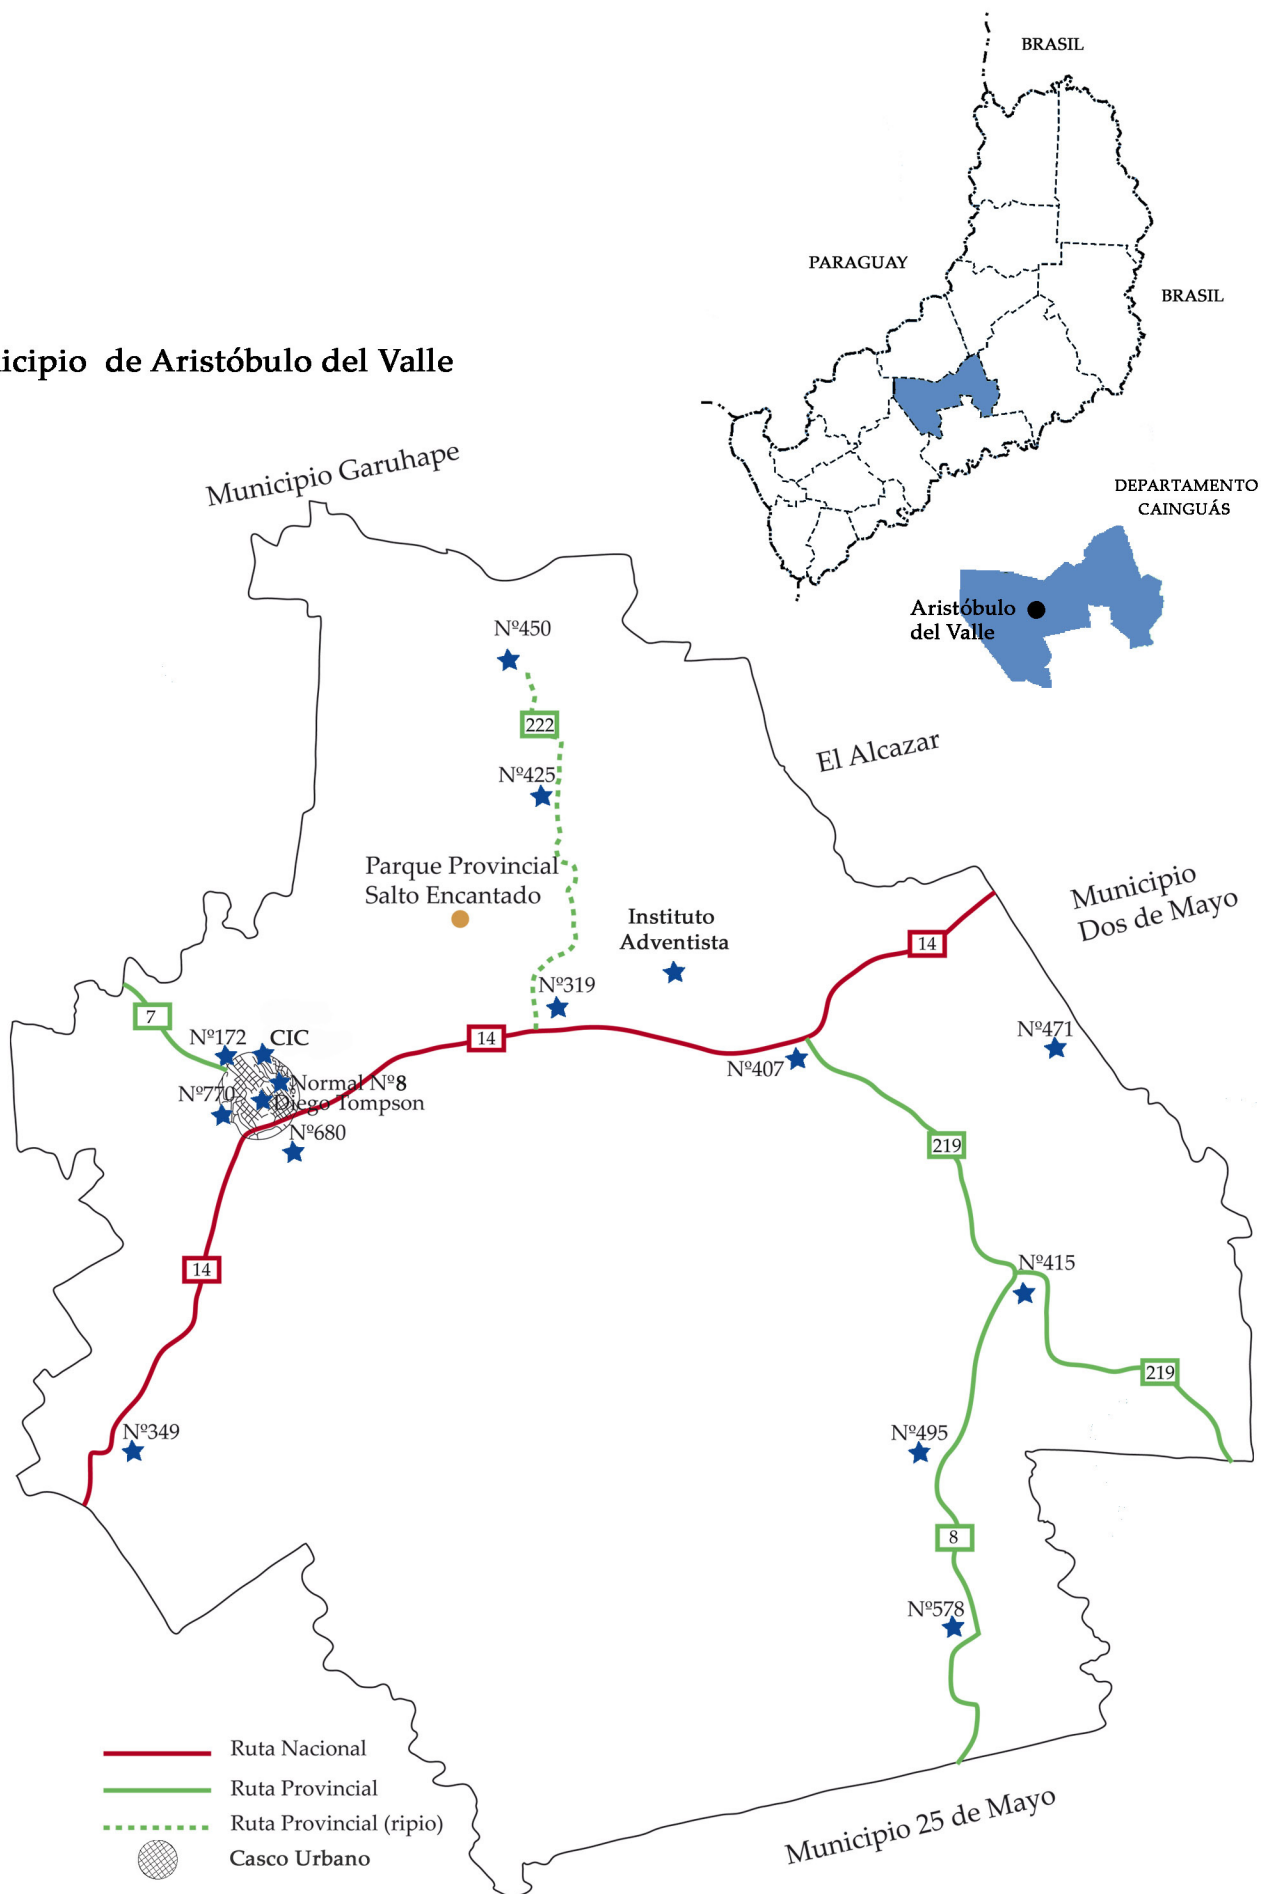 BRASIL
PARAGUAY
BRASIL
icipio de Aristóbulo del Valle
DEPARTAMENTO
CAINGUÁS
Aristóbulo
del Valle
Municipio Garuhape
Nº450
222
Nº425
El Alcazar
Parque Provincial
Salto Encantado
Instituto
Adventista
Municipio
Dos de Mayo
14
Nº319
7
Nº172
CIC
14
Nº471
Nº407
Normal Nº8
Nº770
Diego Tompson
Nº680
219
14
Nº415
219
Nº349
Nº495
8
Nº578
Ruta Nacional
Ruta Provincial
Ruta Provincial (ripio)
Casco Urbano
Municipio 25 de Mayo